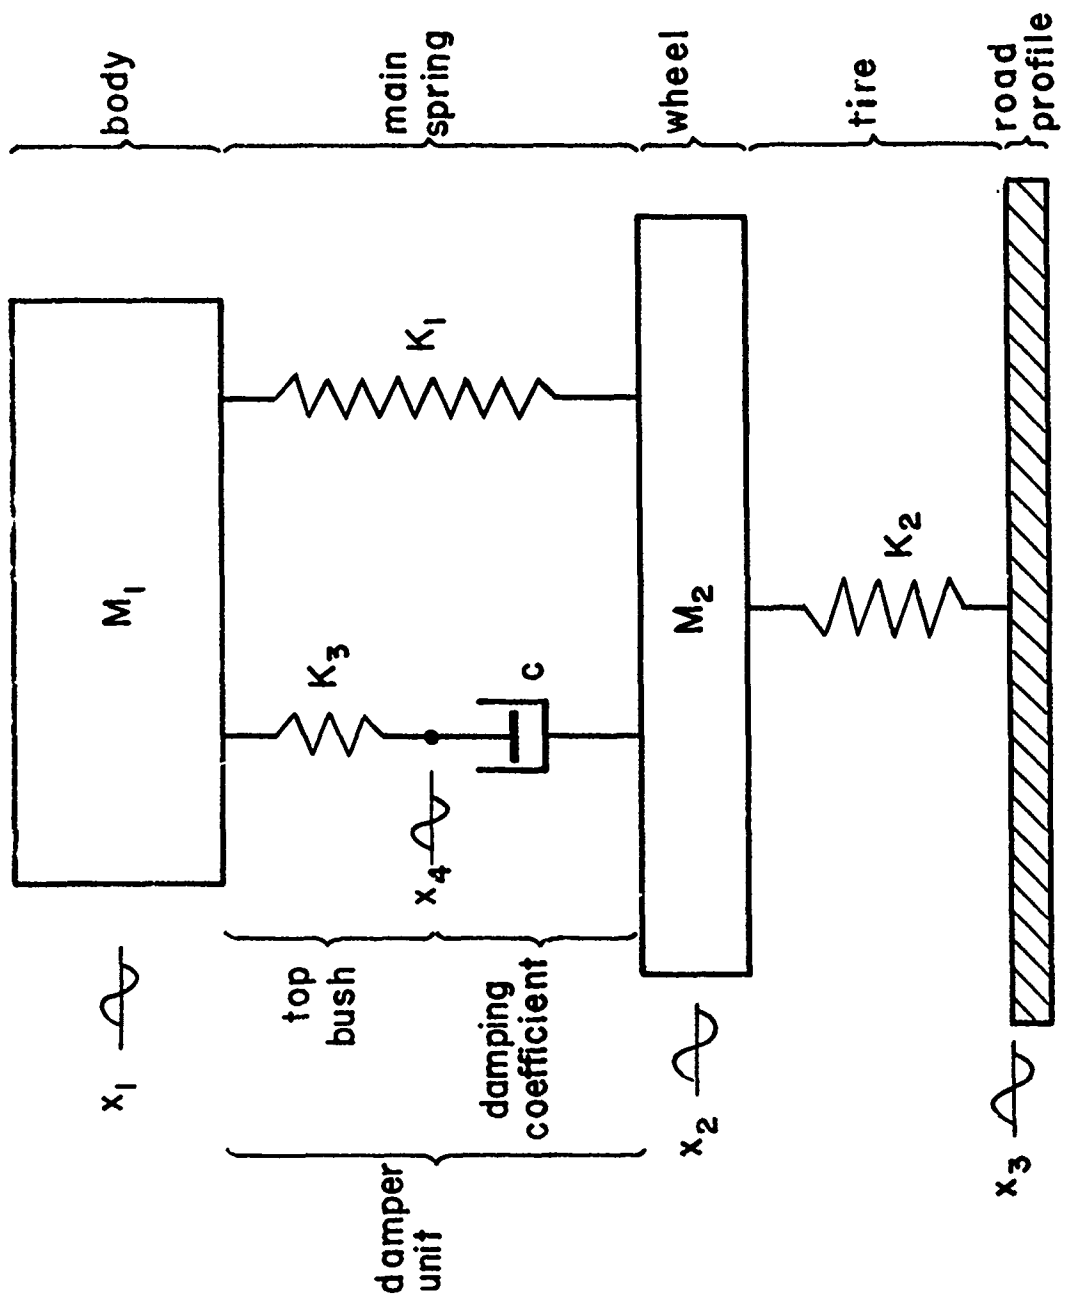 body
main
spring
wheel
tire
road
profile
M₁
K₁
K₃
c
x₄
M₂
K₂
x₁
top
bush
damping
coefficient
damper
unit
x₂
x₃